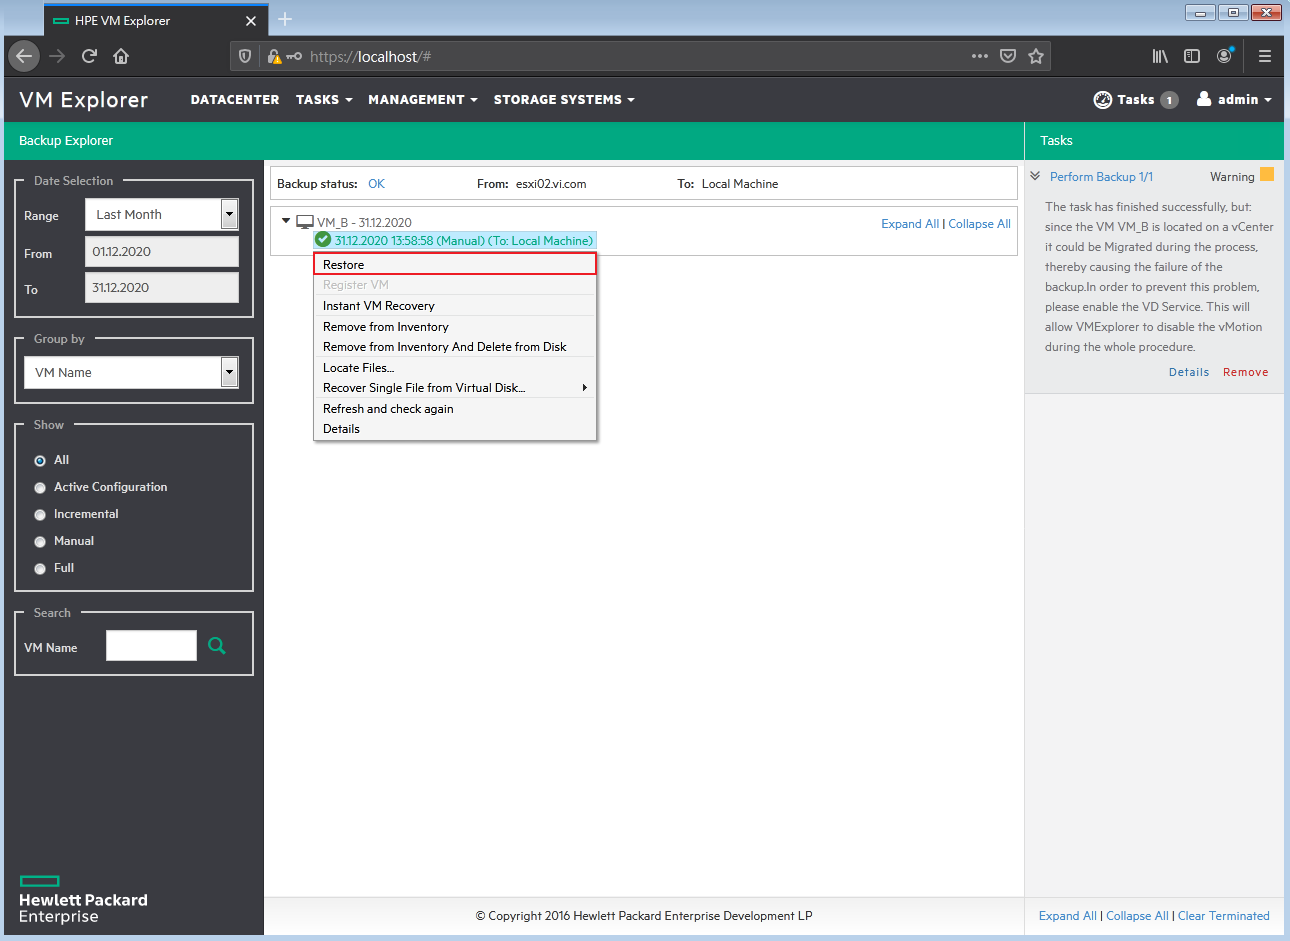 HPE VM Explorer
https://localhost/#
VM Explorer
DATACENTER
TASKS
MANAGEMENT
STORAGE SYSTEMS
Tasks 1
admin
Backup Explorer
Tasks
Date Selection
Range
Last Month
From
01.12.2020
To
31.12.2020
Group by
VM Name
Show
All
Active Configuration
Incremental
Manual
Full
Search
VM Name
Hewlett Packard
Enterprise
Backup status: OK
From: esxi02.vi.com
To: Local Machine
VM_B - 31.12.2020
Expand All | Collapse All
31.12.2020 13:58:58 (Manual) (To: Local Machine)
Restore
Register VM
Instant VM Recovery
Remove from Inventory
Remove from Inventory And Delete from Disk
Locate Files...
Recover Single File from Virtual Disk...
Refresh and check again
Details
© Copyright 2016 Hewlett Packard Enterprise Development LP
Perform Backup 1/1
Warning
The task has finished successfully, but:
since the VM VM_B is located on a vCenter
it could be Migrated during the process,
thereby causing the failure of the
backup.In order to prevent this problem,
please enable the VD Service. This will
allow VMExplorer to disable the vMotion
during the whole procedure.
Details
Remove
Expand All | Collapse All | Clear Terminated